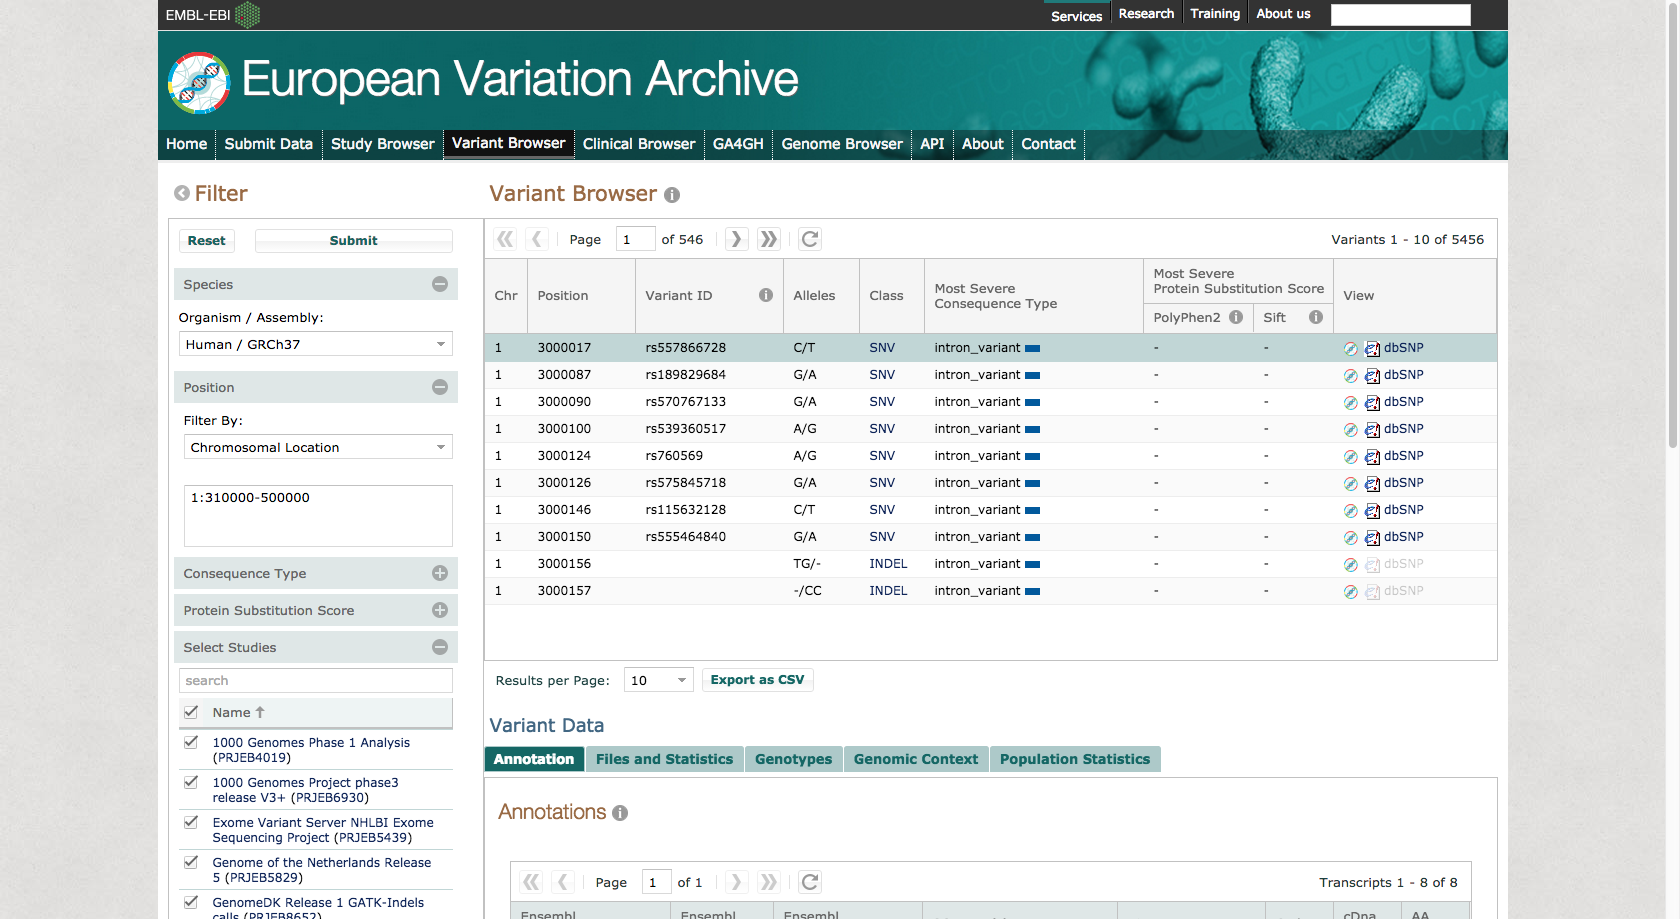 EMBL-EBI
Services Research Training About us
European Variation Archive
Home Submit Data Study Browser Variant Browser Clinical Browser GA4GH Genome Browser API About Contact
Filter
Reset Submit
Species
Organism / Assembly:
Human / GRCh37
Position
Filter By:
Chromosomal Location
1:310000-500000
Consequence Type
Protein Substitution Score
Select Studies
search
Name
1000 Genomes Phase 1 Analysis
(PRJEB4019)
1000 Genomes Project phase3
release V3+ (PRJEB6930)
Exome Variant Server NHLBI Exome
Sequencing Project (PRJEB5439)
Genome of the Netherlands Release
5 (PRJEB5829)
GenomeDK Release 1 GATK-Indels
calls (PRJEB8652)
Variant Browser
Page 1 of 546 Variants 1 - 10 of 5456
Chr Position Variant ID Alleles Class Most Severe
Consequence Type Most Severe
Protein Substitution Score View
PolyPhen2 Sift
1 3000017 rs557866728 C/T SNV intron_variant - - dbSNP
1 3000087 rs189829684 G/A SNV intron_variant - - dbSNP
1 3000090 rs570767133 G/A SNV intron_variant - - dbSNP
1 3000100 rs539360517 A/G SNV intron_variant - - dbSNP
1 3000124 rs760569 A/G SNV intron_variant - - dbSNP
1 3000126 rs575845718 G/A SNV intron_variant - - dbSNP
1 3000146 rs115632128 C/T SNV intron_variant - - dbSNP
1 3000150 rs555464840 G/A SNV intron_variant - - dbSNP
1 3000156 TG/- INDEL intron_variant - - dbSNP
1 3000157 -/CC INDEL intron_variant - - dbSNP
Results per Page: 10 Export as CSV
Variant Data
Annotation Files and Statistics Genotypes Genomic Context Population Statistics
Annotations
Page 1 of 1 Transcripts 1 - 8 of 8
Ensembl Ensembl Ensembl cDna AA